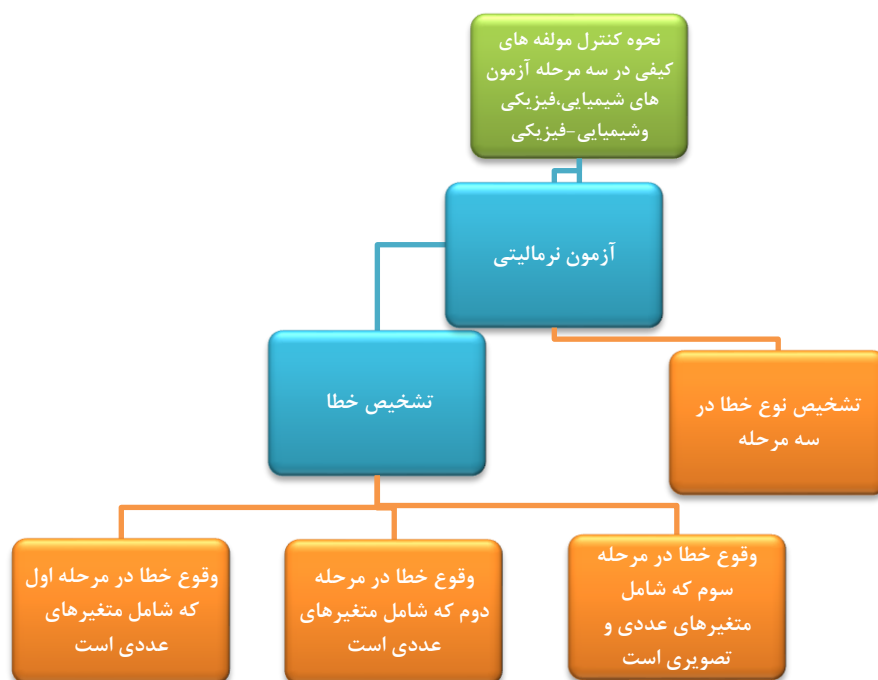 نحوه کنترل مولفه های
کیفی در سه مرحله آزمون
های شیمیایی،فیزیکی
وشیمیایی-فیزیکی
آزمون نرمالیتی
تشخیص خطا
تشخیص نوع خطا در
سه مرحله
وقوع خطا در مرحله
سوم که شامل
متغیرهای عددی و
تصویری است
وقوع خطا در مرحله
دوم که شامل متغیرهای
عددی است
وقوع خطا در مرحله اول
که شامل متغیرهای
عددی است